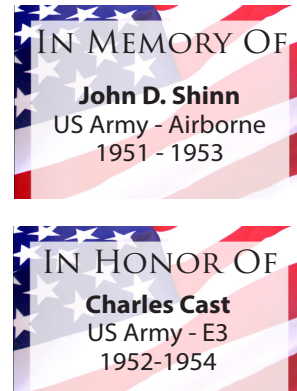 In Memory Of
John D. Shinn
US Army - Airborne
1951 - 1953
In Honor Of
Charles Cast
US Army - E3
1952-1954